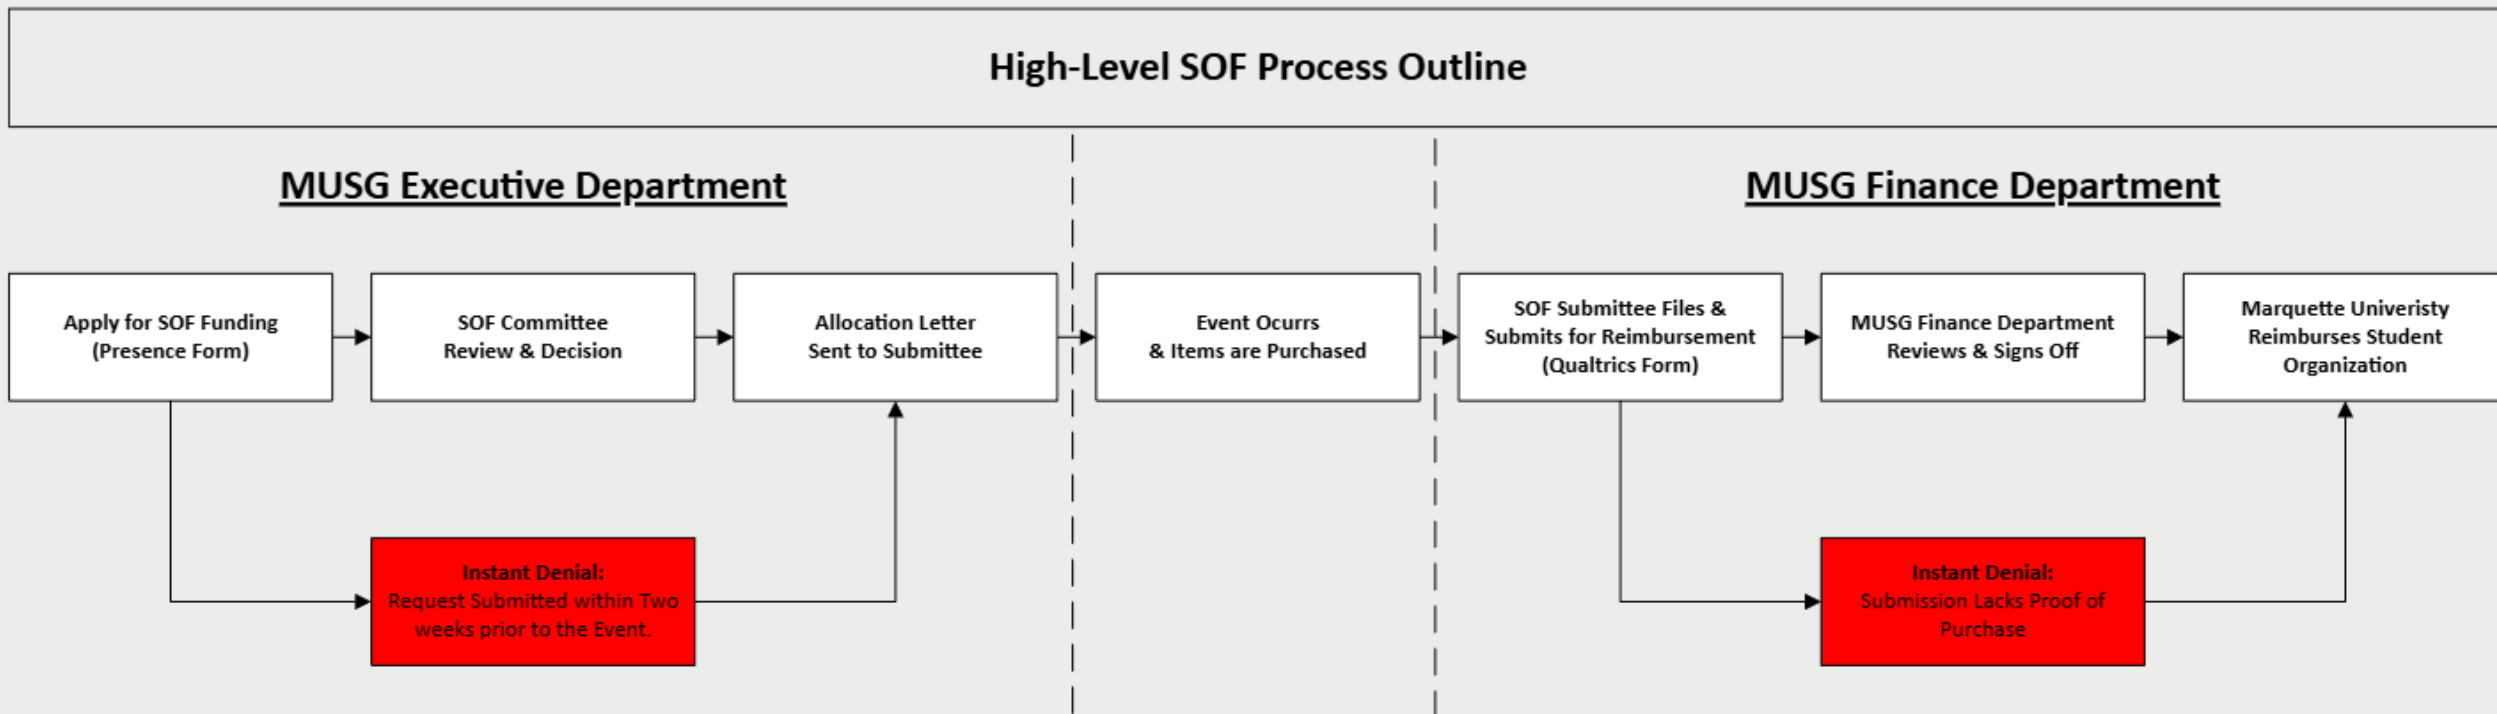 High-Level SOF Process Outline
MUSG Executive Department
MUSG Finance Department
Apply for SOF Funding
(Presence Form)
SOF Committee
Review & Decision
Allocation Letter
Sent to Submittee
Event Ocurrs
& Items are Purchased
SOF Submittee Files &
Submits for Reimbursement
(Qualtrics Form)
MUSG Finance Department
Reviews & Signs Off
Marquette Univeristy
Reimburses Student
Organization
Instant Denial:
Request Submitted within Two
weeks prior to the Event.
Instant Denial:
Submission Lacks Proof of
Purchase